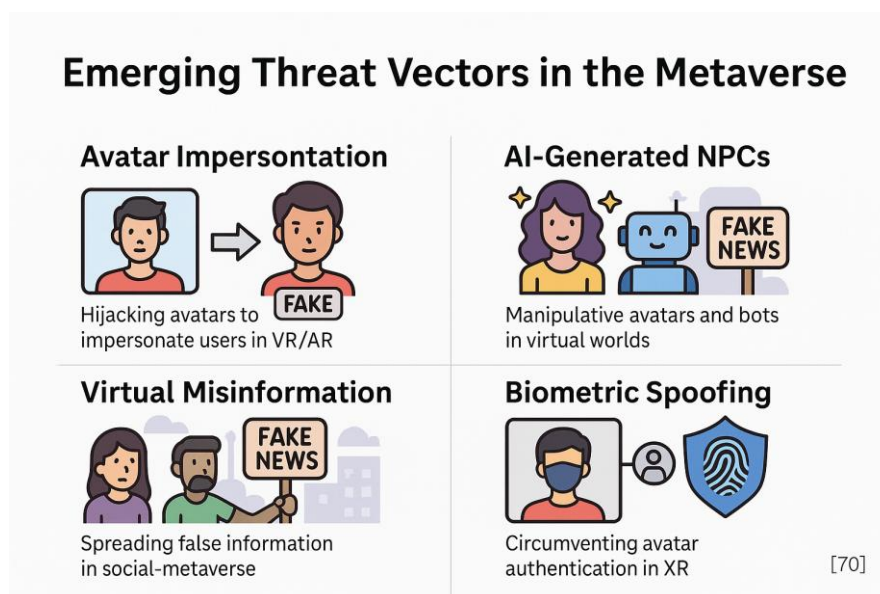 Emerging Threat Vectors in the Metaverse
Avatar Impersontation
FAKE
Hijacking avatars to
impersonate users in VR/AR
AI-Generated NPCs
FAKE
NEWS
Manipulative avatars and bots
in virtual worlds
Virtual Misinformation
FAKE
NEWS
Spreading false information
in social-metaverse
Biometric Spoofing
Circumventing avatar
authentication in XR
[70]